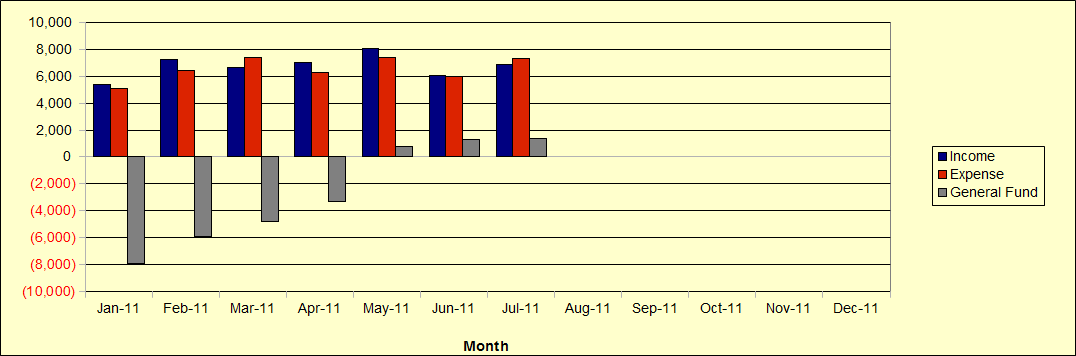 10,000
8,000
6,000
4,000
2,000
0
(2,000)
(4,000)
(6,000)
(8,000)
(10,000)
Jan-11 Feb-11 Mar-11 Apr-11 May-11 Jun-11 Jul-11 Aug-11 Sep-11 Oct-11 Nov-11 Dec-11
Month
Income
Expense
General Fund